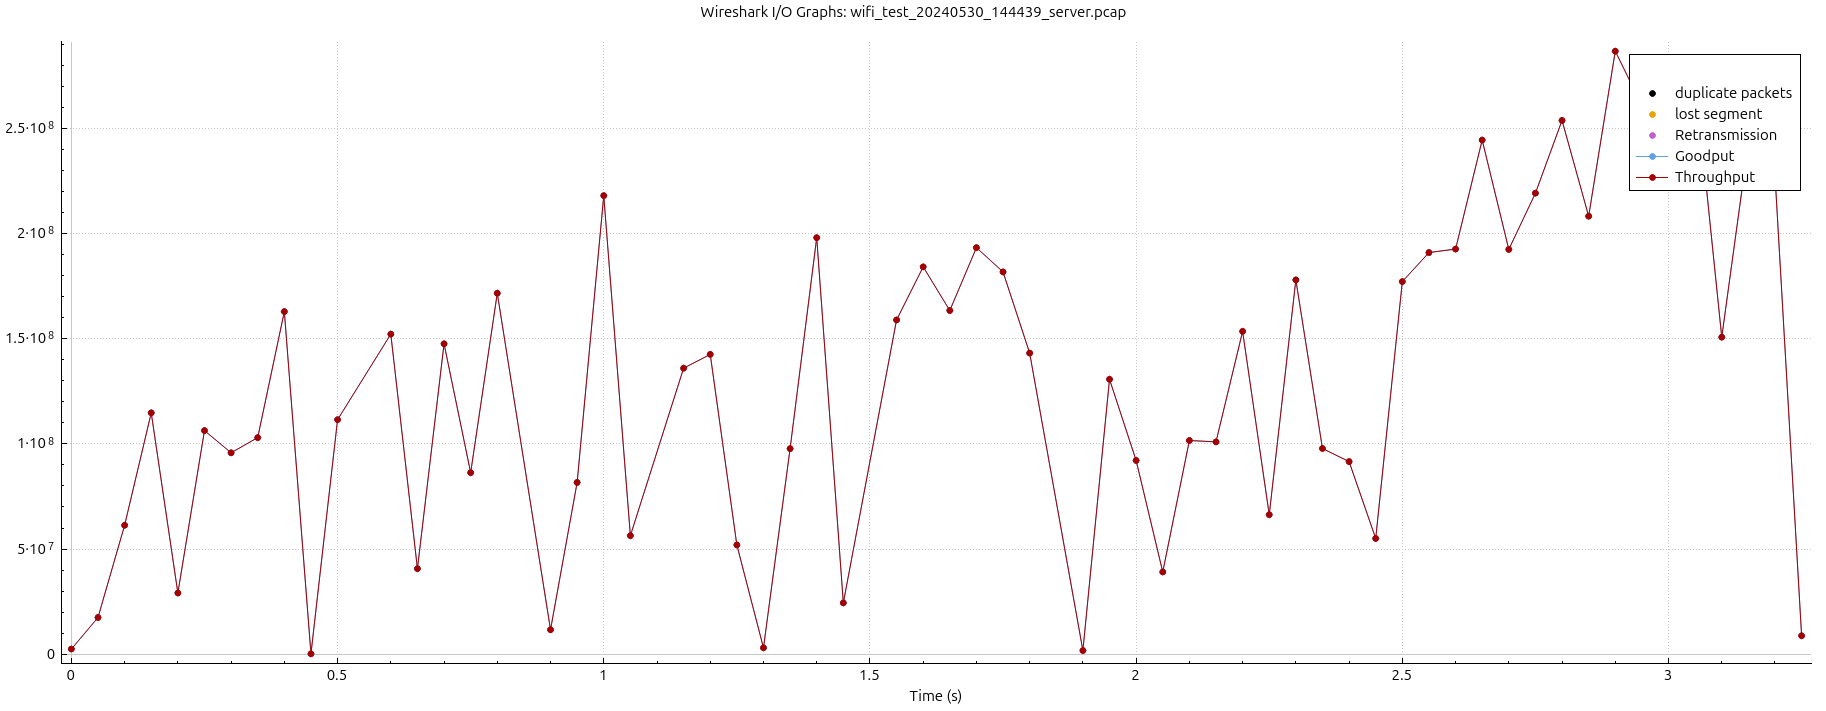 Wireshark I/O Graphs: wifi_test_20240530_144439_server.pcap
duplicate packets
lost segment
Retransmission
Goodput
Throughput
2.5·10⁸
2·10⁸
1.5·10⁸
1·10⁸
5·10⁷
0
0 0.5 1 1.5 2 2.5 3
Time (s)